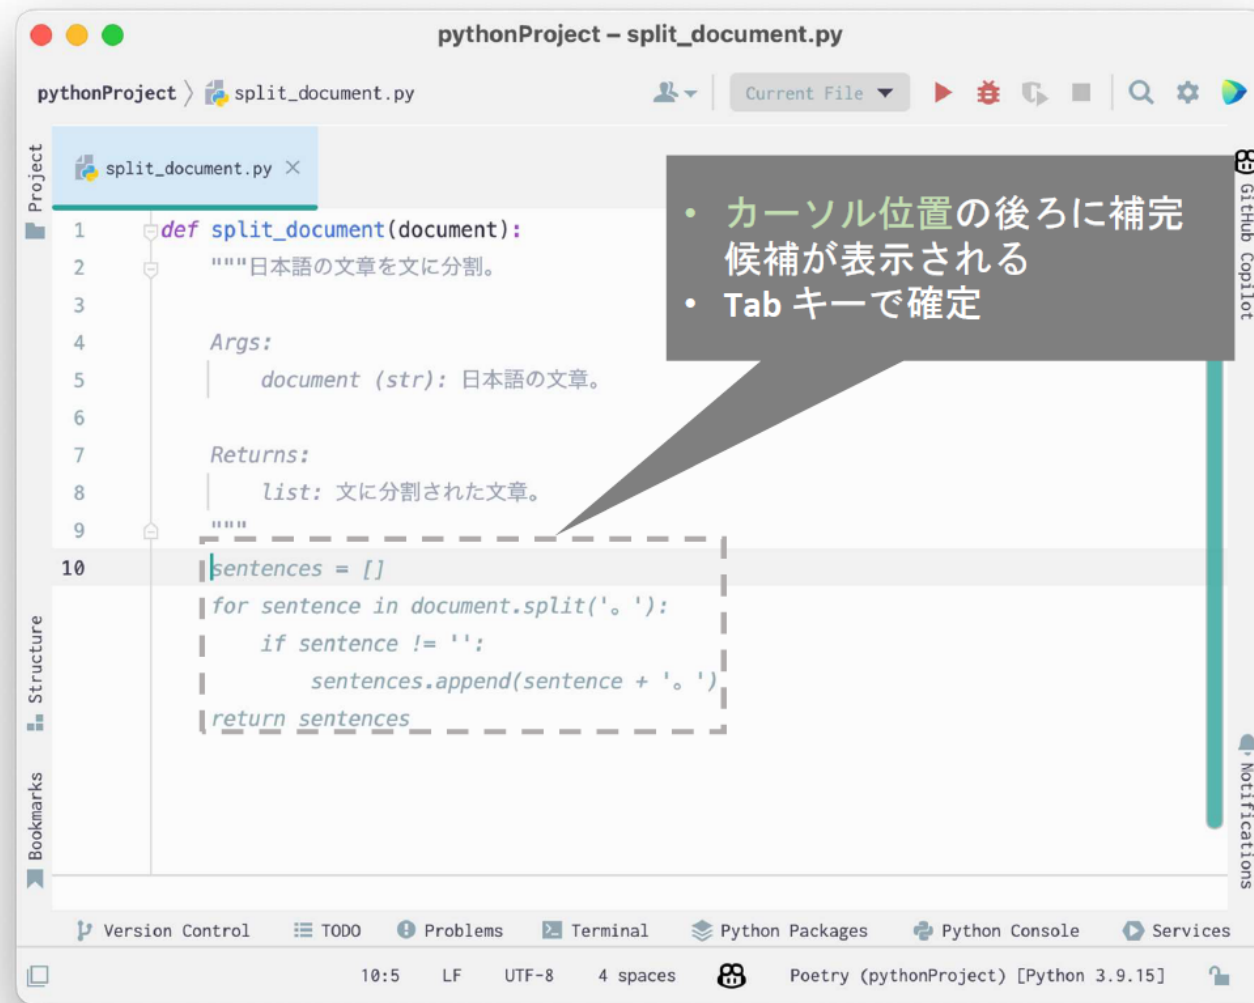 pythonProject – split_document.py
pythonProject 〉 split_document.py
Current File
Project
split_document.py ×
GitHub Copilot
• カーソル位置の後ろに補完
候補が表示される
• Tab キーで確定
1 def split_document(document):
2 """日本語の文章を文に分割。
3
4 Args:
5 document (str): 日本語の文章。
6
7 Returns:
8 list: 文に分割された文章。
9 """
10 sentences = []
for sentence in document.split('。'):
if sentence != '':
sentences.append(sentence + '。')
return sentences
Structure
Bookmarks
Notifications
Version Control TODO Problems Terminal Python Packages Python Console Services
10:5 LF UTF-8 4 spaces Poetry (pythonProject) [Python 3.9.15]